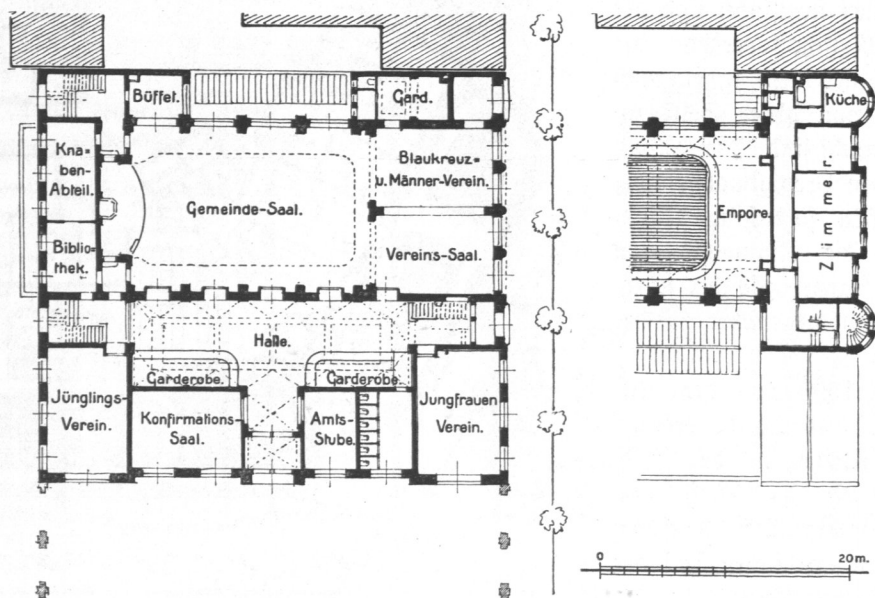 Büffet.
Gard.
Kna=
ben-
Abteil.
Blaukreuz=
u. Männer-Verein.
Gemeinde-Saal.
Biblio=
thek.
Vereins-Saal.
Halle.
Garderobe.
Garderobe.
Jünglings-
Verein.
Konfirmations-
Saal.
Amts-
Stube.
Jungfrauen
Verein.
Küche
Empore.
Zimmer.
0
20 m.